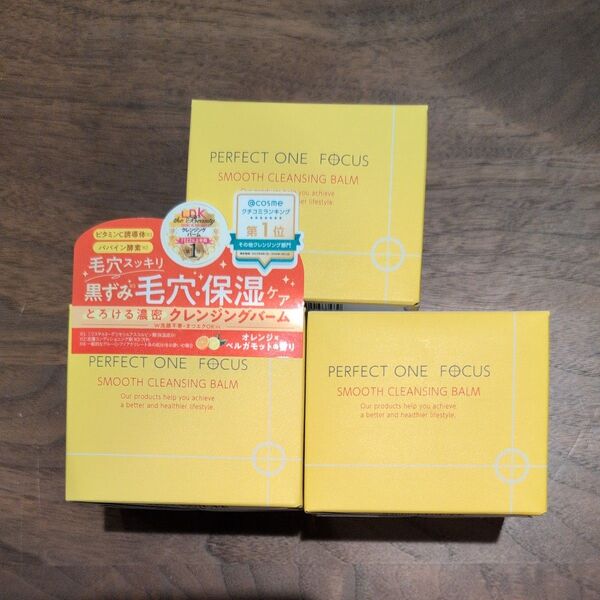 PERFECT ONE FOCUS
SMOOTH CLEANSING BALM
Our products help you achieve
healthier lifestyle.
LDK
the Beauty
クレンジング
バーム
@cosme
クチコミランキング
第1位
その他クレンジング部門
ビタミンC誘導体
パパイン酵素
毛穴スッキリ
黒ずみ 毛穴・保湿ケア
とろける濃密 クレンジングバーム
W洗顔不要・まつエクOK
オレンジ&
ベルガモットの香り
PERFECT ONE FOCUS
SMOOTH CLEANSING BALM
Our products help you achieve
a better and healthier lifestyle.
PERFECT ONE FOCUS
SMOOTH CLEANSING BALM
Our products help you achieve
a better and healthier lifestyle.